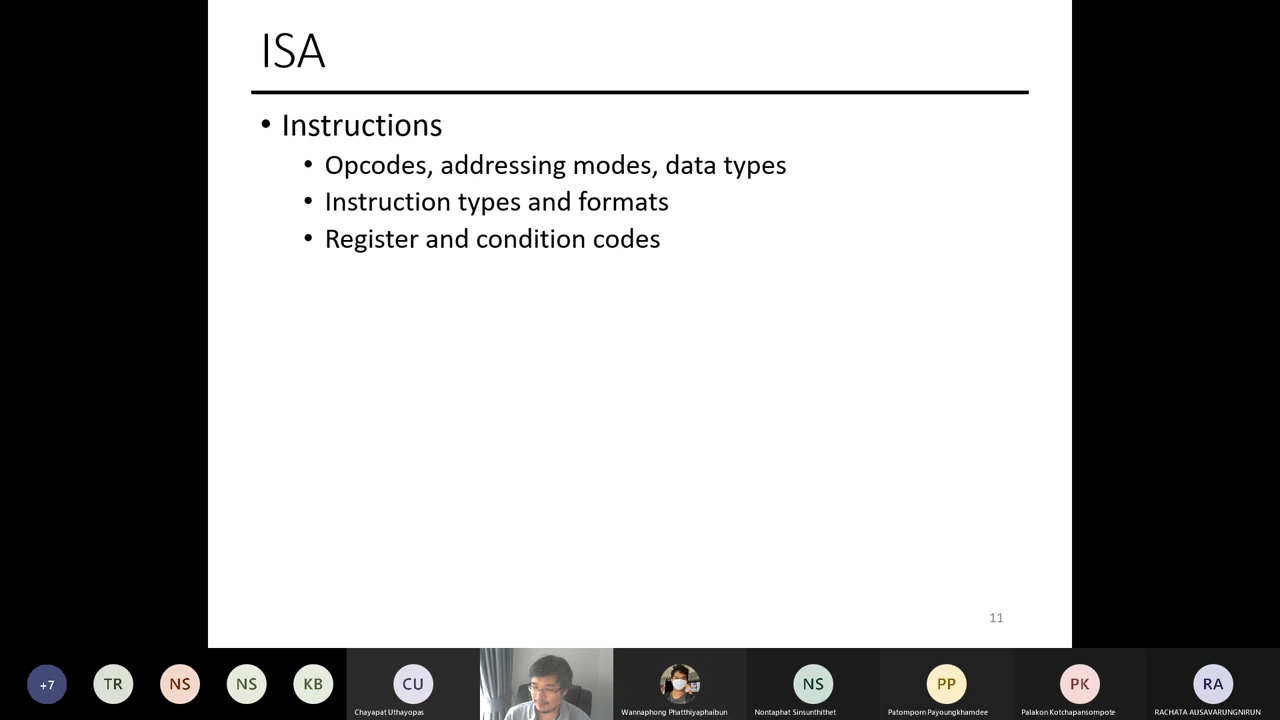 ISA
• Instructions
• Opcodes, addressing modes, data types
• Instruction types and formats
• Register and condition codes
11
+7
TR
NS
NS
KB
CU
Chayapat Uthayopas
Wannaphong Phatthiyaphaibun
NS
Nontaphat Sinsunthithet
PP
Patomporn Payoungkhamdee
PK
Palakon Kotchapansompote
RA
RACHATA AUSAVARUNGNIRUN